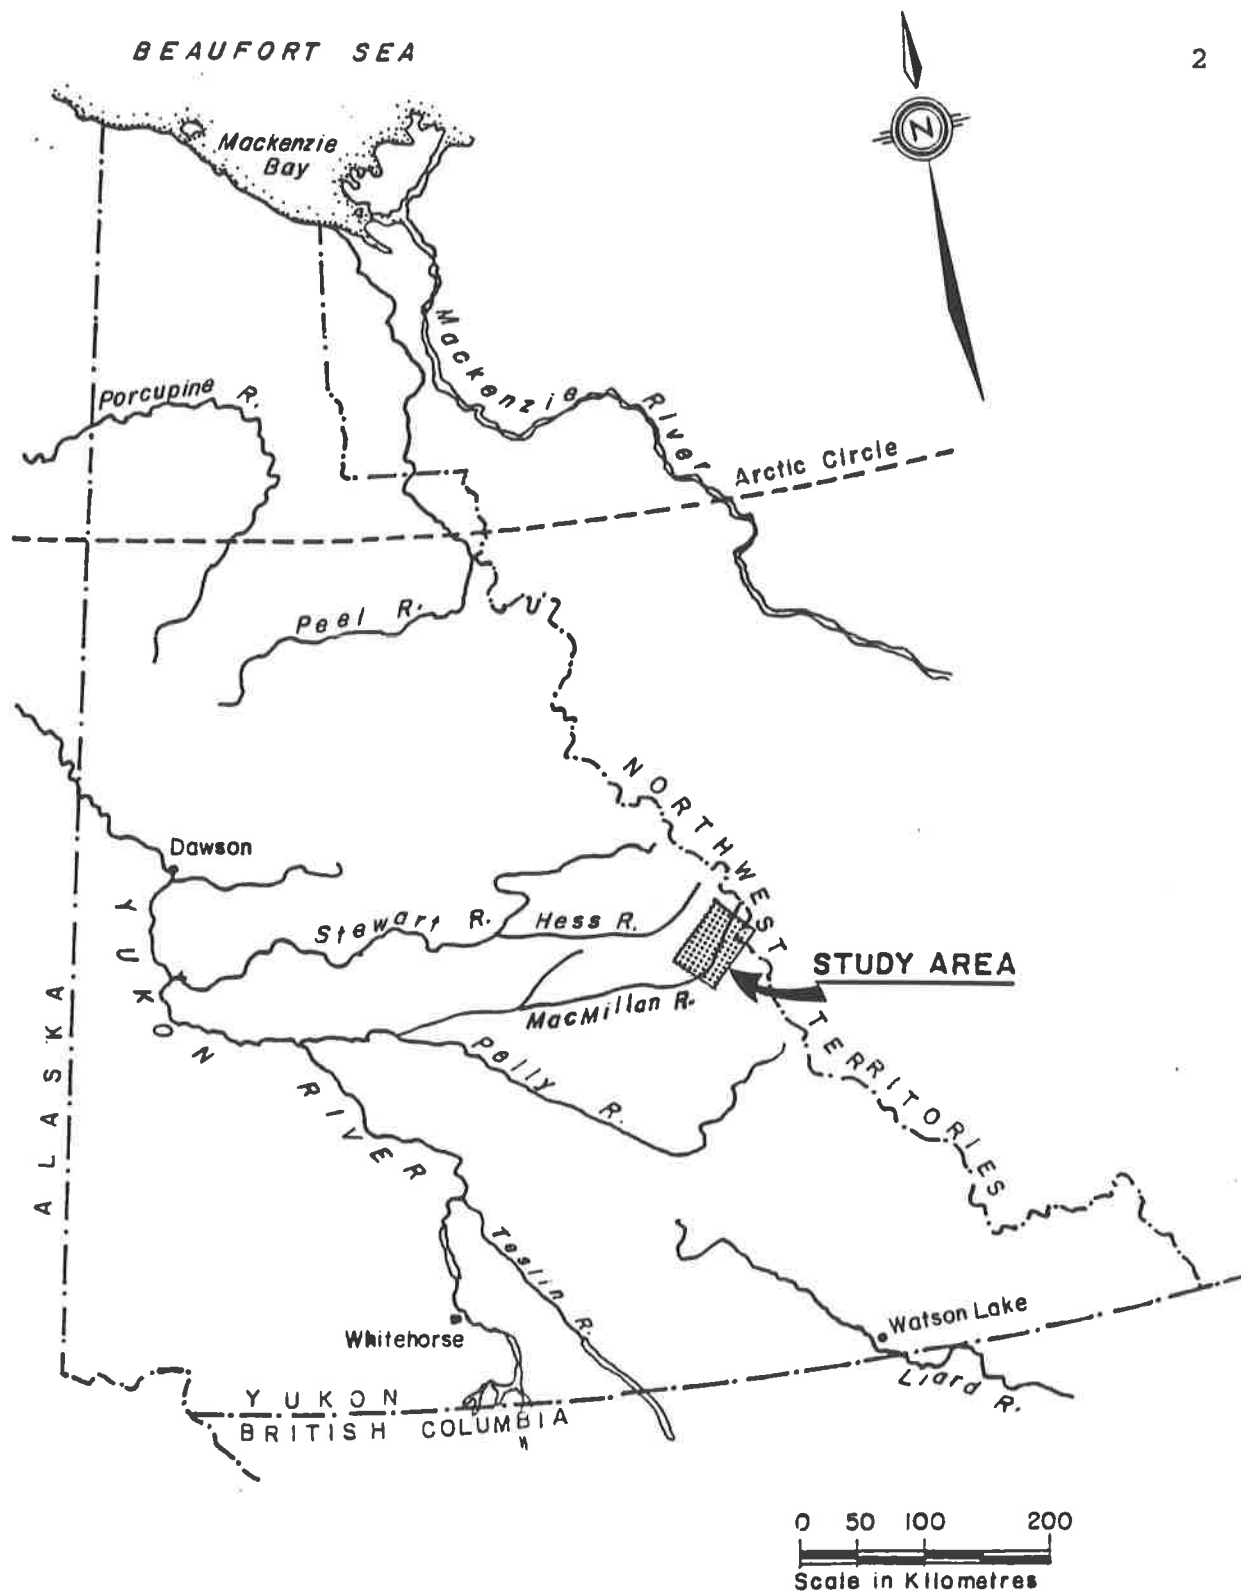 2
BEAUFORT SEA
Mackenzie
Bay
N
Mackenzie River
Porcupine R.
Arctic Circle
Peel R.
NORTHWEST TERRITORIES
Dawson
Stewart R.
Hess R.
STUDY AREA
MacMillan R.
YUKON RIVER
Pelly R.
ALASKA
Teslin R.
Whitehorse
Watson Lake
Liard R.
YUKON
BRITISH COLUMBIA
0 50 100 200
Scale in Kilometres